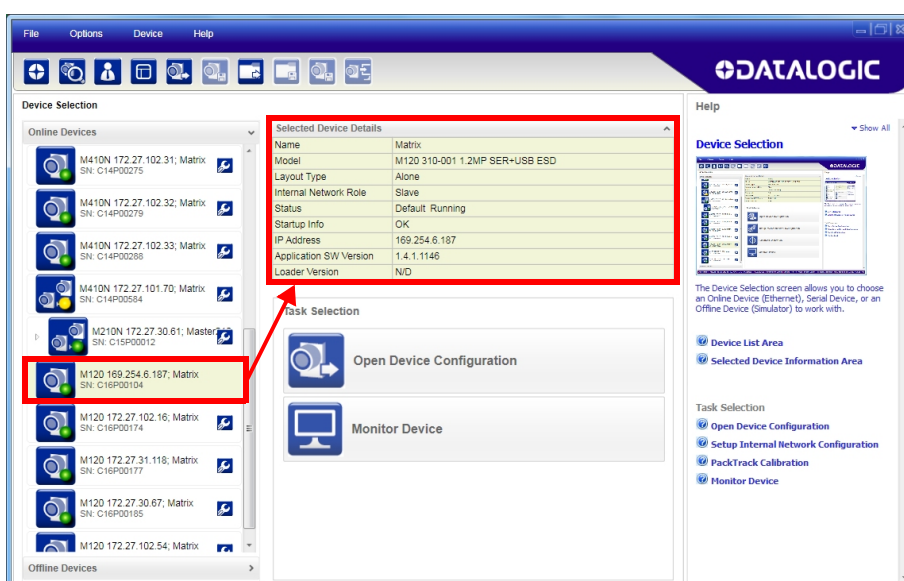 File Options Device Help
DATALOGIC
Device Selection
Online Devices
M410N 172.27.102.31; Matrix
SN: C14P00275
M410N 172.27.102.32; Matrix
SN: C14P00279
M410N 172.27.102.33; Matrix
SN: C14P00288
M410N 172.27.101.70; Matrix
SN: C14P00584
M210N 172.27.30.61; Master
SN: C15P00012
M120 169.254.6.187; Matrix
SN: C16P00104
M120 172.27.102.16; Matrix
SN: C16P00174
M120 172.27.31.118; Matrix
SN: C16P00177
M120 172.27.30.67; Matrix
SN: C16P00185
M120 172.27.102.54; Matrix
Offline Devices
Selected Device Details
Name Matrix
Model M120 310-001 1.2MP SER+USB ESD
Layout Type Alone
Internal Network Role Slave
Status Default Running
Startup Info OK
IP Address 169.254.6.187
Application SW Version 1.4.1.1146
Loader Version N/D
Task Selection
Open Device Configuration
Monitor Device
Help
Show All
Device Selection
The Device Selection screen allows you to choose
an Online Device (Ethernet), Serial Device, or an
Offline Device (Simulator) to work with.
Device List Area
Selected Device Information Area
Task Selection
Open Device Configuration
Setup Internal Network Configuration
PackTrack Calibration
Monitor Device